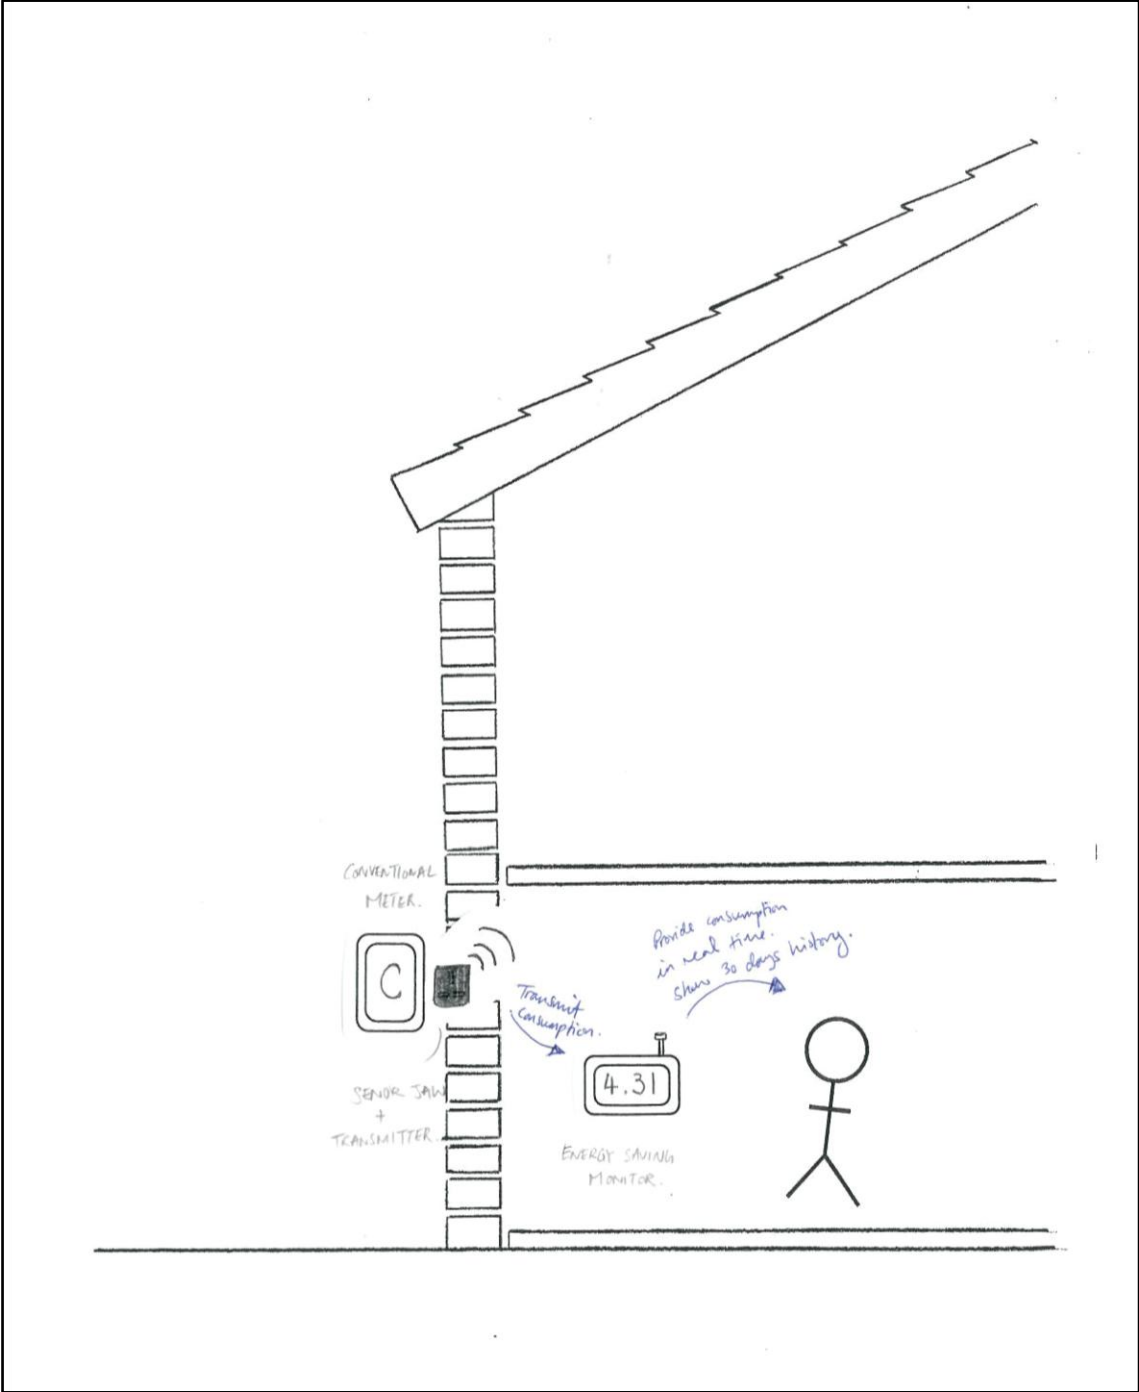 CONVENTIONAL
METER.
C
Provide consumption
in real time.
show 30 days history.
Transmit
consumption.
4.31
SENOR JAW
+
TRANSMITTER.
ENERGY SAVING
MONITOR.